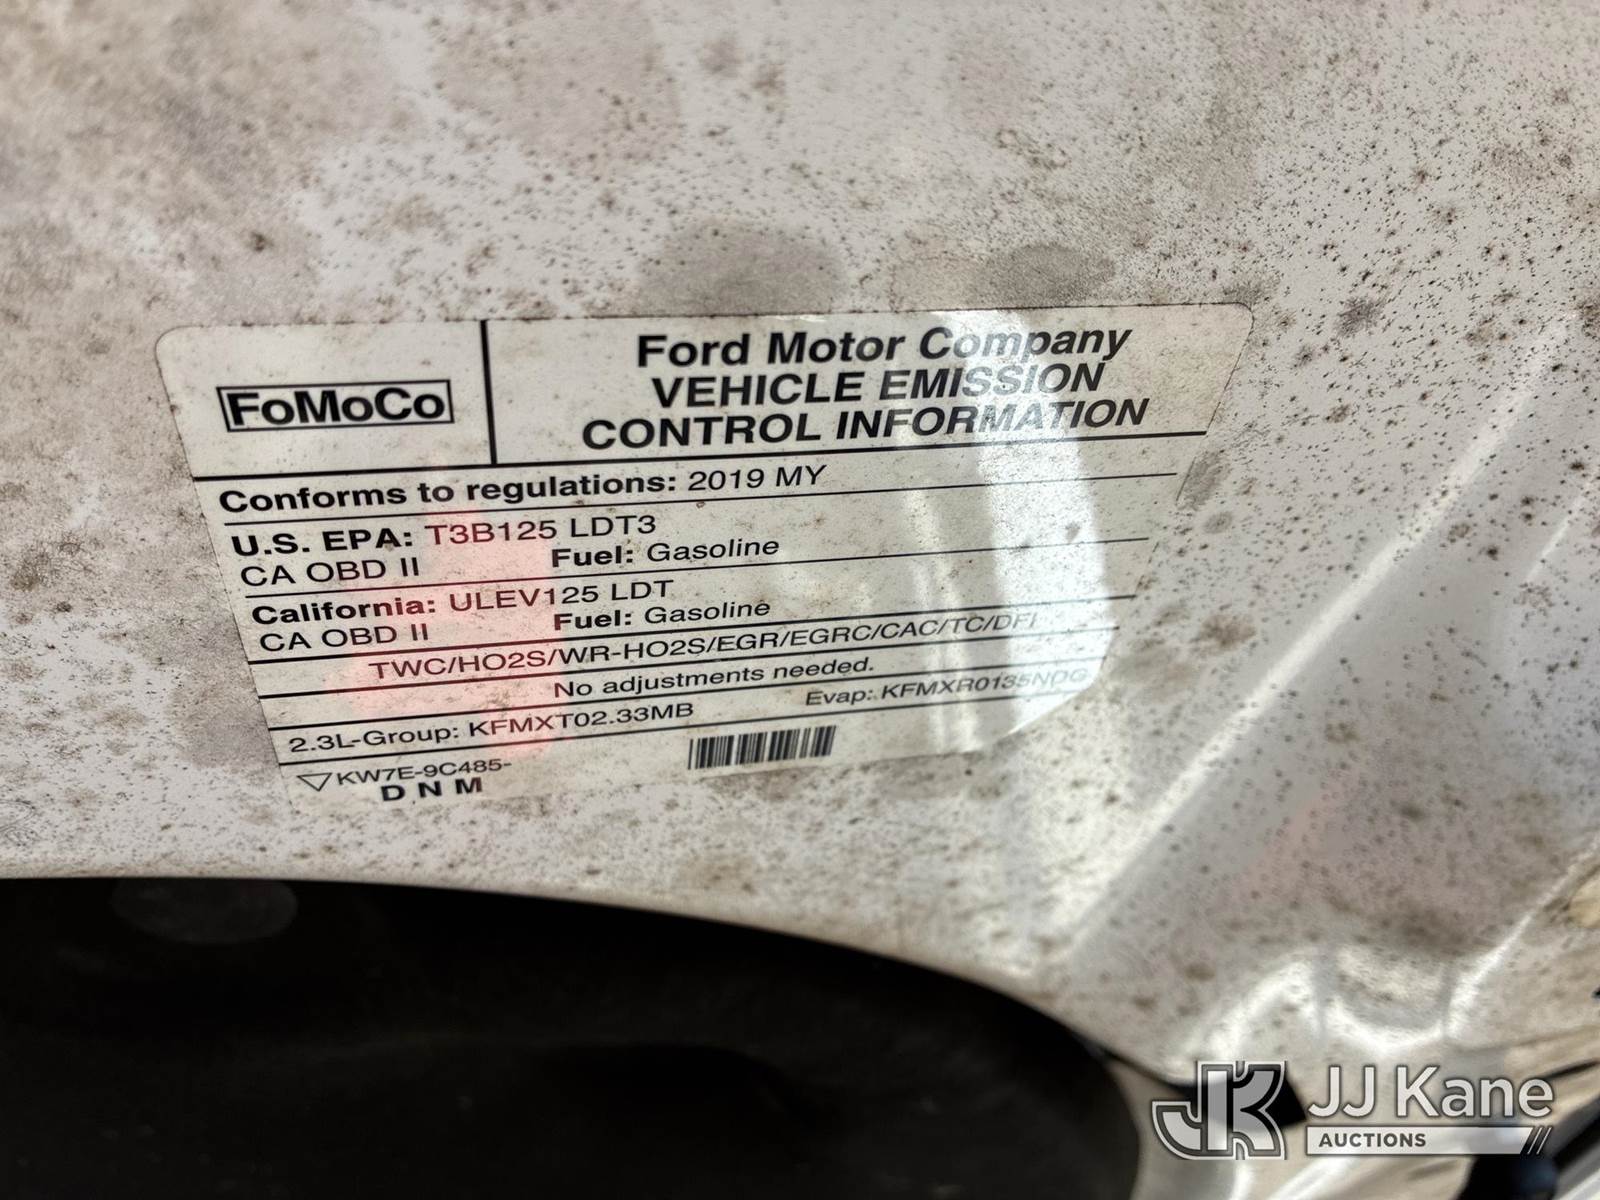 FoMoCo
Ford Motor Company
VEHICLE EMISSION
CONTROL INFORMATION
Conforms to regulations: 2019 MY
U.S. EPA: T3B125 LDT3
CA OBD II Fuel: Gasoline
California: ULEV125 LDT
CA OBD II Fuel: Gasoline
TWC/HO2S/WR-HO2S/EGR/EGRC/CAC/TC/DFI
No adjustments needed.
2.3L-Group: KFMXT02.33MB Evap: KFMXR0135NDG
KW7E-9C485-
D N M
JK
JJ Kane
AUCTIONS